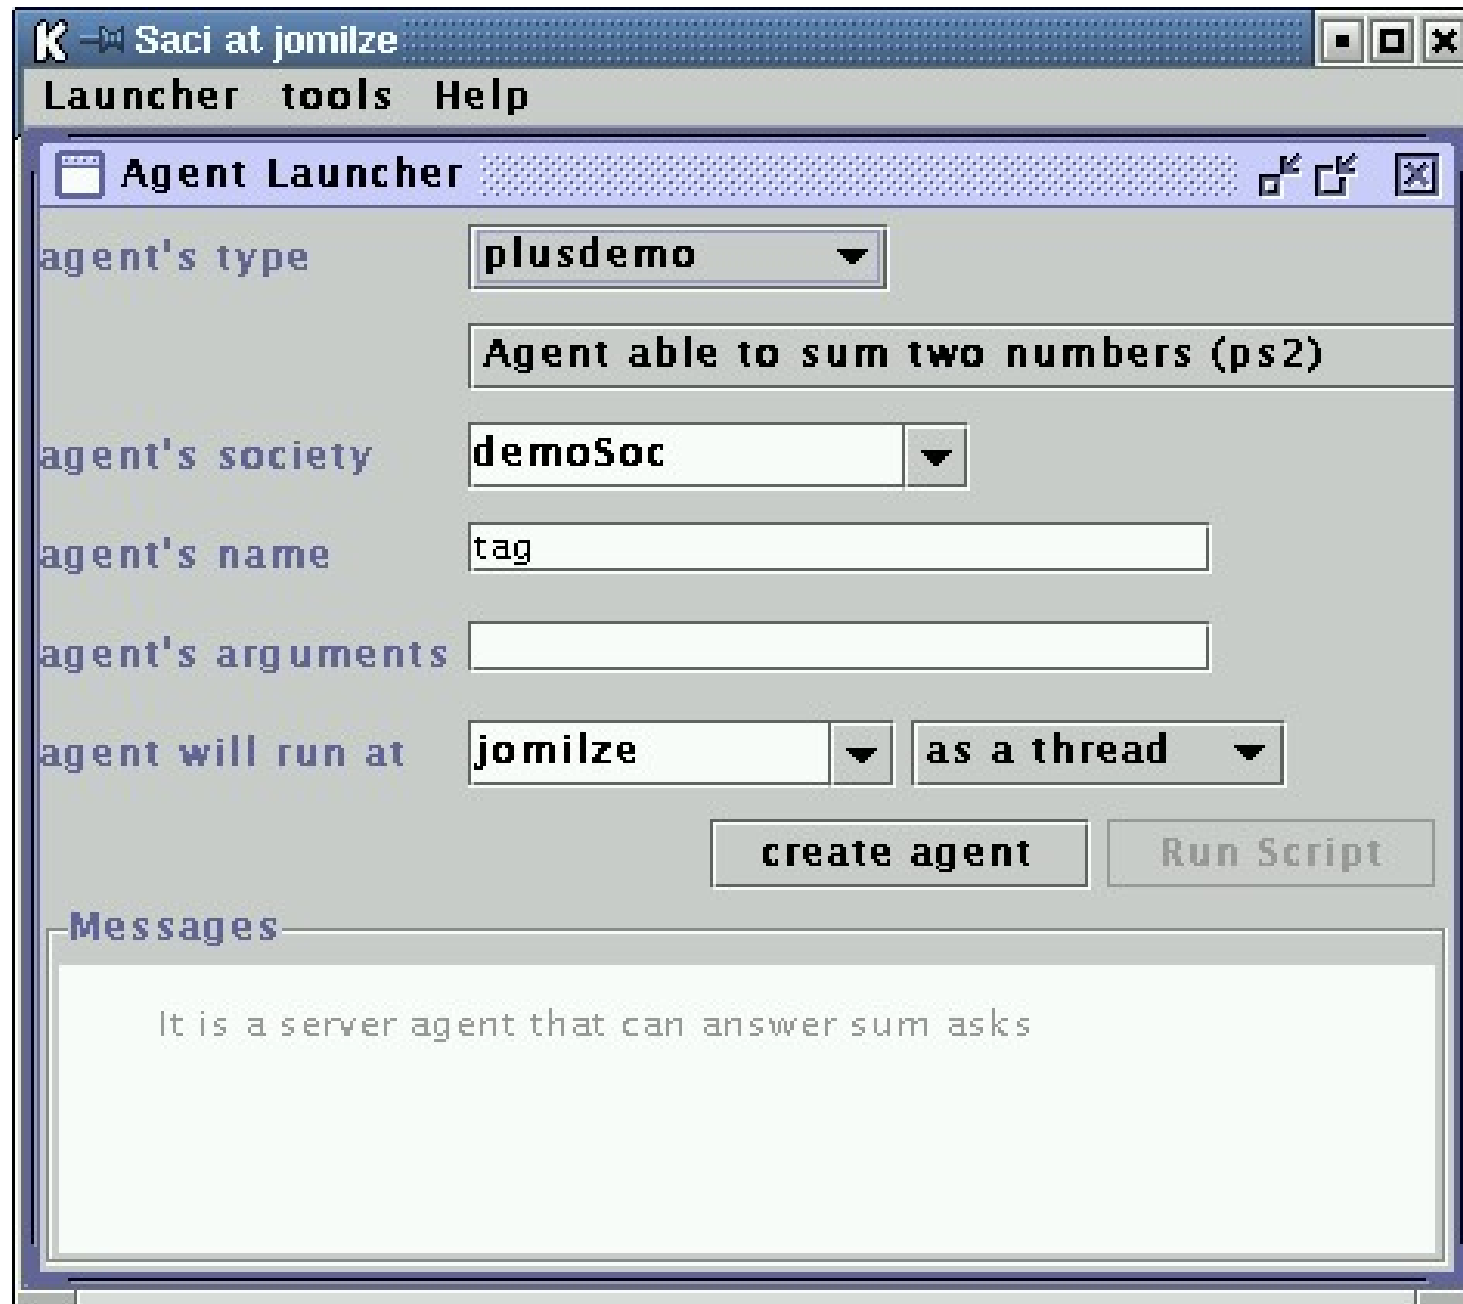 Saci at jomilze
Launcher tools Help
Agent Launcher
agent's type plusdemo
Agent able to sum two numbers (ps2)
agent's society demoSoc
agent's name tag
agent's arguments
agent will run at jomilze as a thread
create agent Run Script
Messages
It is a server agent that can answer sum asks